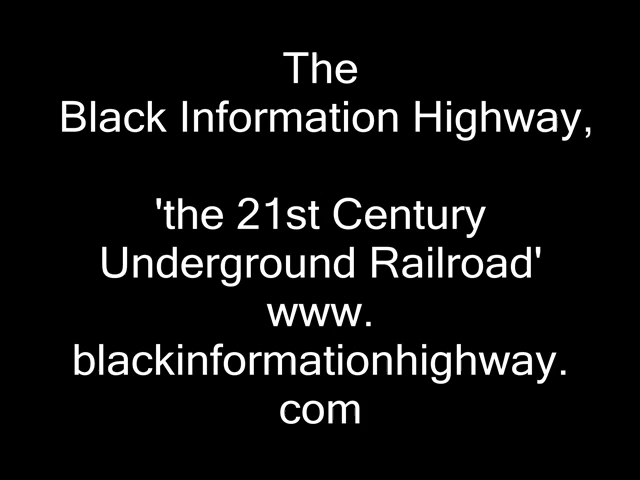 The
Black Information Highway,
'the 21st Century
Underground Railroad'
www.
blackinformationhighway.
com